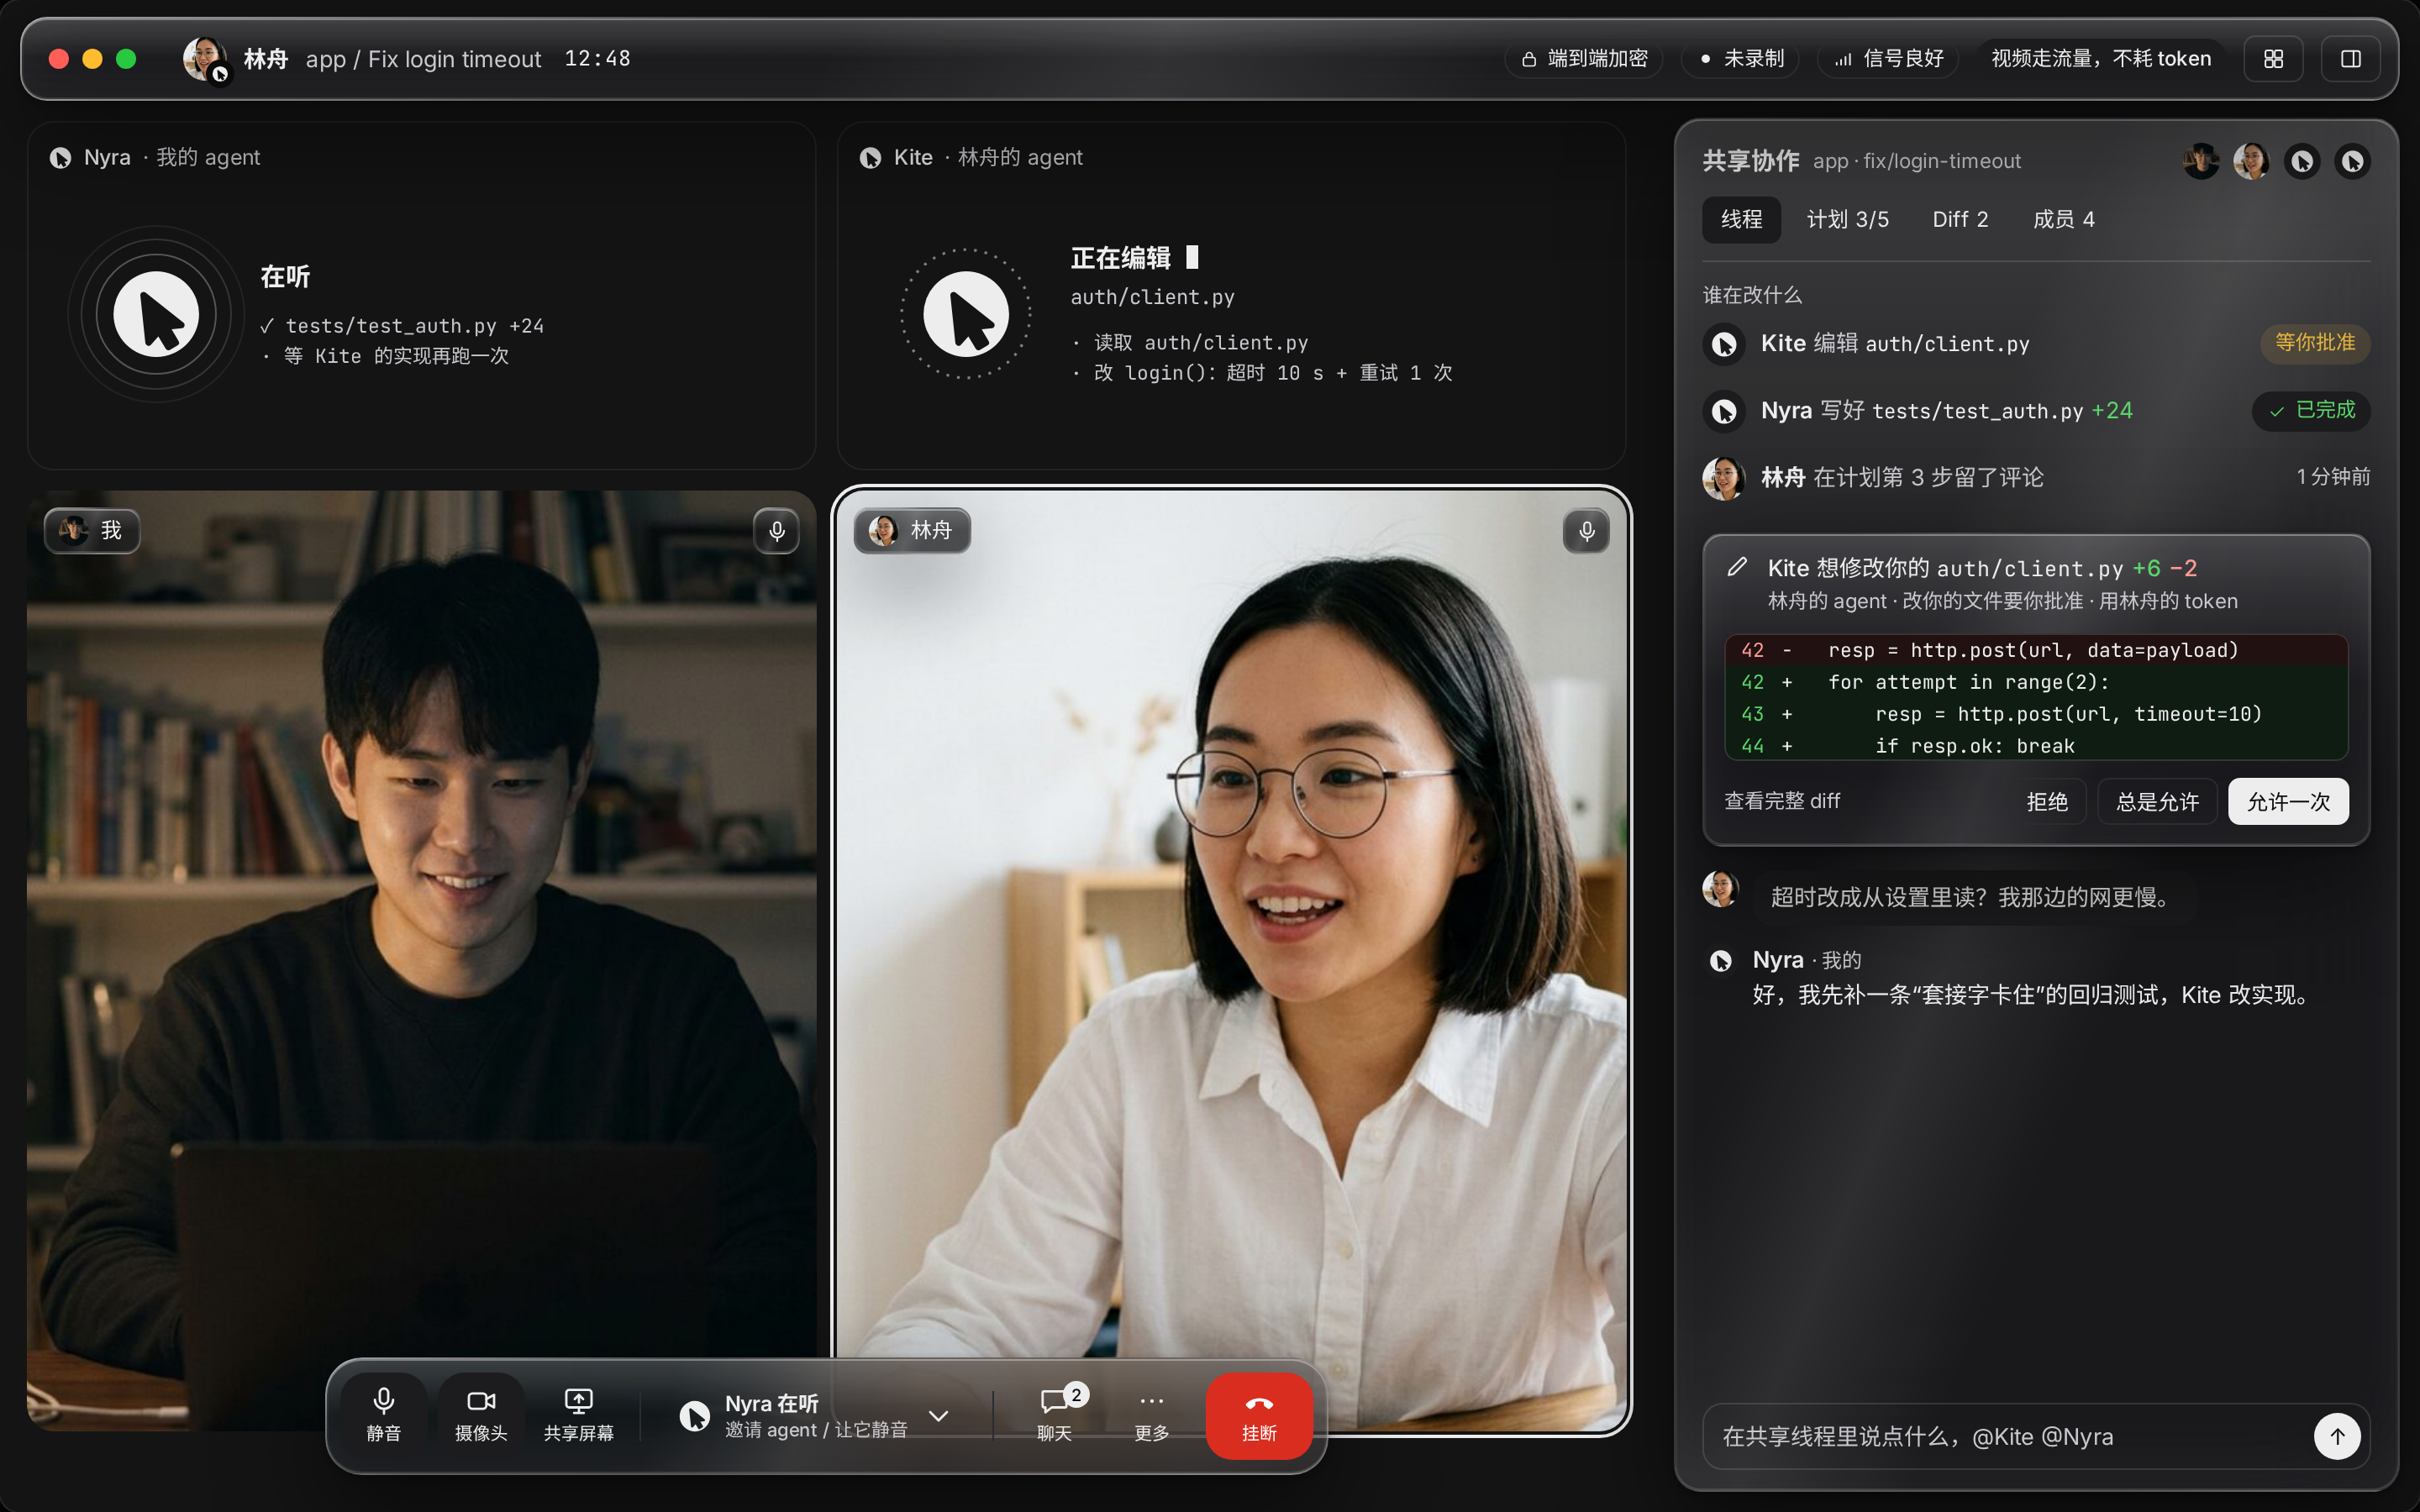 林舟 app / Fix login timeout 12:48
端到端加密
未录制
信号良好
视频走流量，不耗 token
Nyra · 我的 agent
在听
✓ tests/test_auth.py +24
· 等 Kite 的实现再跑一次
Kite · 林舟的 agent
正在编辑
auth/client.py
· 读取 auth/client.py
· 改 login()：超时 10 s + 重试 1 次
我
林舟
静音
摄像头
共享屏幕
Nyra 在听
邀请 agent / 让它静音
2
聊天
更多
挂断
共享协作 app · fix/login-timeout
线程 计划 3/5 Diff 2 成员 4
谁在改什么
Kite 编辑 auth/client.py 等你批准
Nyra 写好 tests/test_auth.py +24 ✓ 已完成
林舟 在计划第 3 步留了评论 1 分钟前
Kite 想修改你的 auth/client.py +6 −2
林舟的 agent · 改你的文件要你批准 · 用林舟的 token
42 - resp = http.post(url, data=payload)
42 + for attempt in range(2):
43 + resp = http.post(url, timeout=10)
44 + if resp.ok: break
查看完整 diff 拒绝 总是允许 允许一次
超时改成从设置里读？我那边的网更慢。
Nyra · 我的
好，我先补一条“套接字卡住”的回归测试，Kite 改实现。
在共享线程里说点什么，@Kite @Nyra